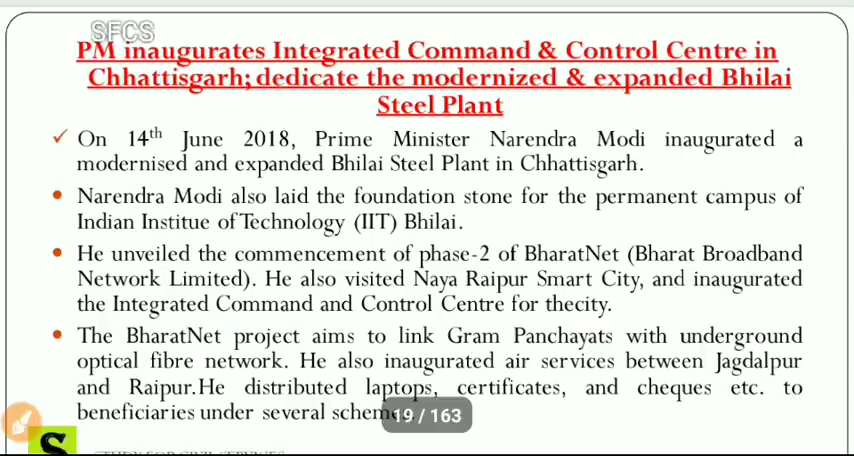 SFCS
PM inaugurates Integrated Command & Control Centre in
Chhattisgarh; dedicate the modernized & expanded Bhilai
Steel Plant
✓ On 14th June 2018, Prime Minister Narendra Modi inaugurated a
modernised and expanded Bhilai Steel Plant in Chhattisgarh.
• Narendra Modi also laid the foundation stone for the permanent campus of
Indian Institue of Technology (IIT) Bhilai.
• He unveiled the commencement of phase-2 of BharatNet (Bharat Broadband
Network Limited). He also visited Naya Raipur Smart City, and inaugurated
the Integrated Command and Control Centre for thecity.
• The BharatNet project aims to link Gram Panchayats with underground
optical fibre network. He also inaugurated air services between Jagdalpur
and Raipur.He distributed laptops, certificates, and cheques etc. to
beneficiaries under several schem
19 / 163
S